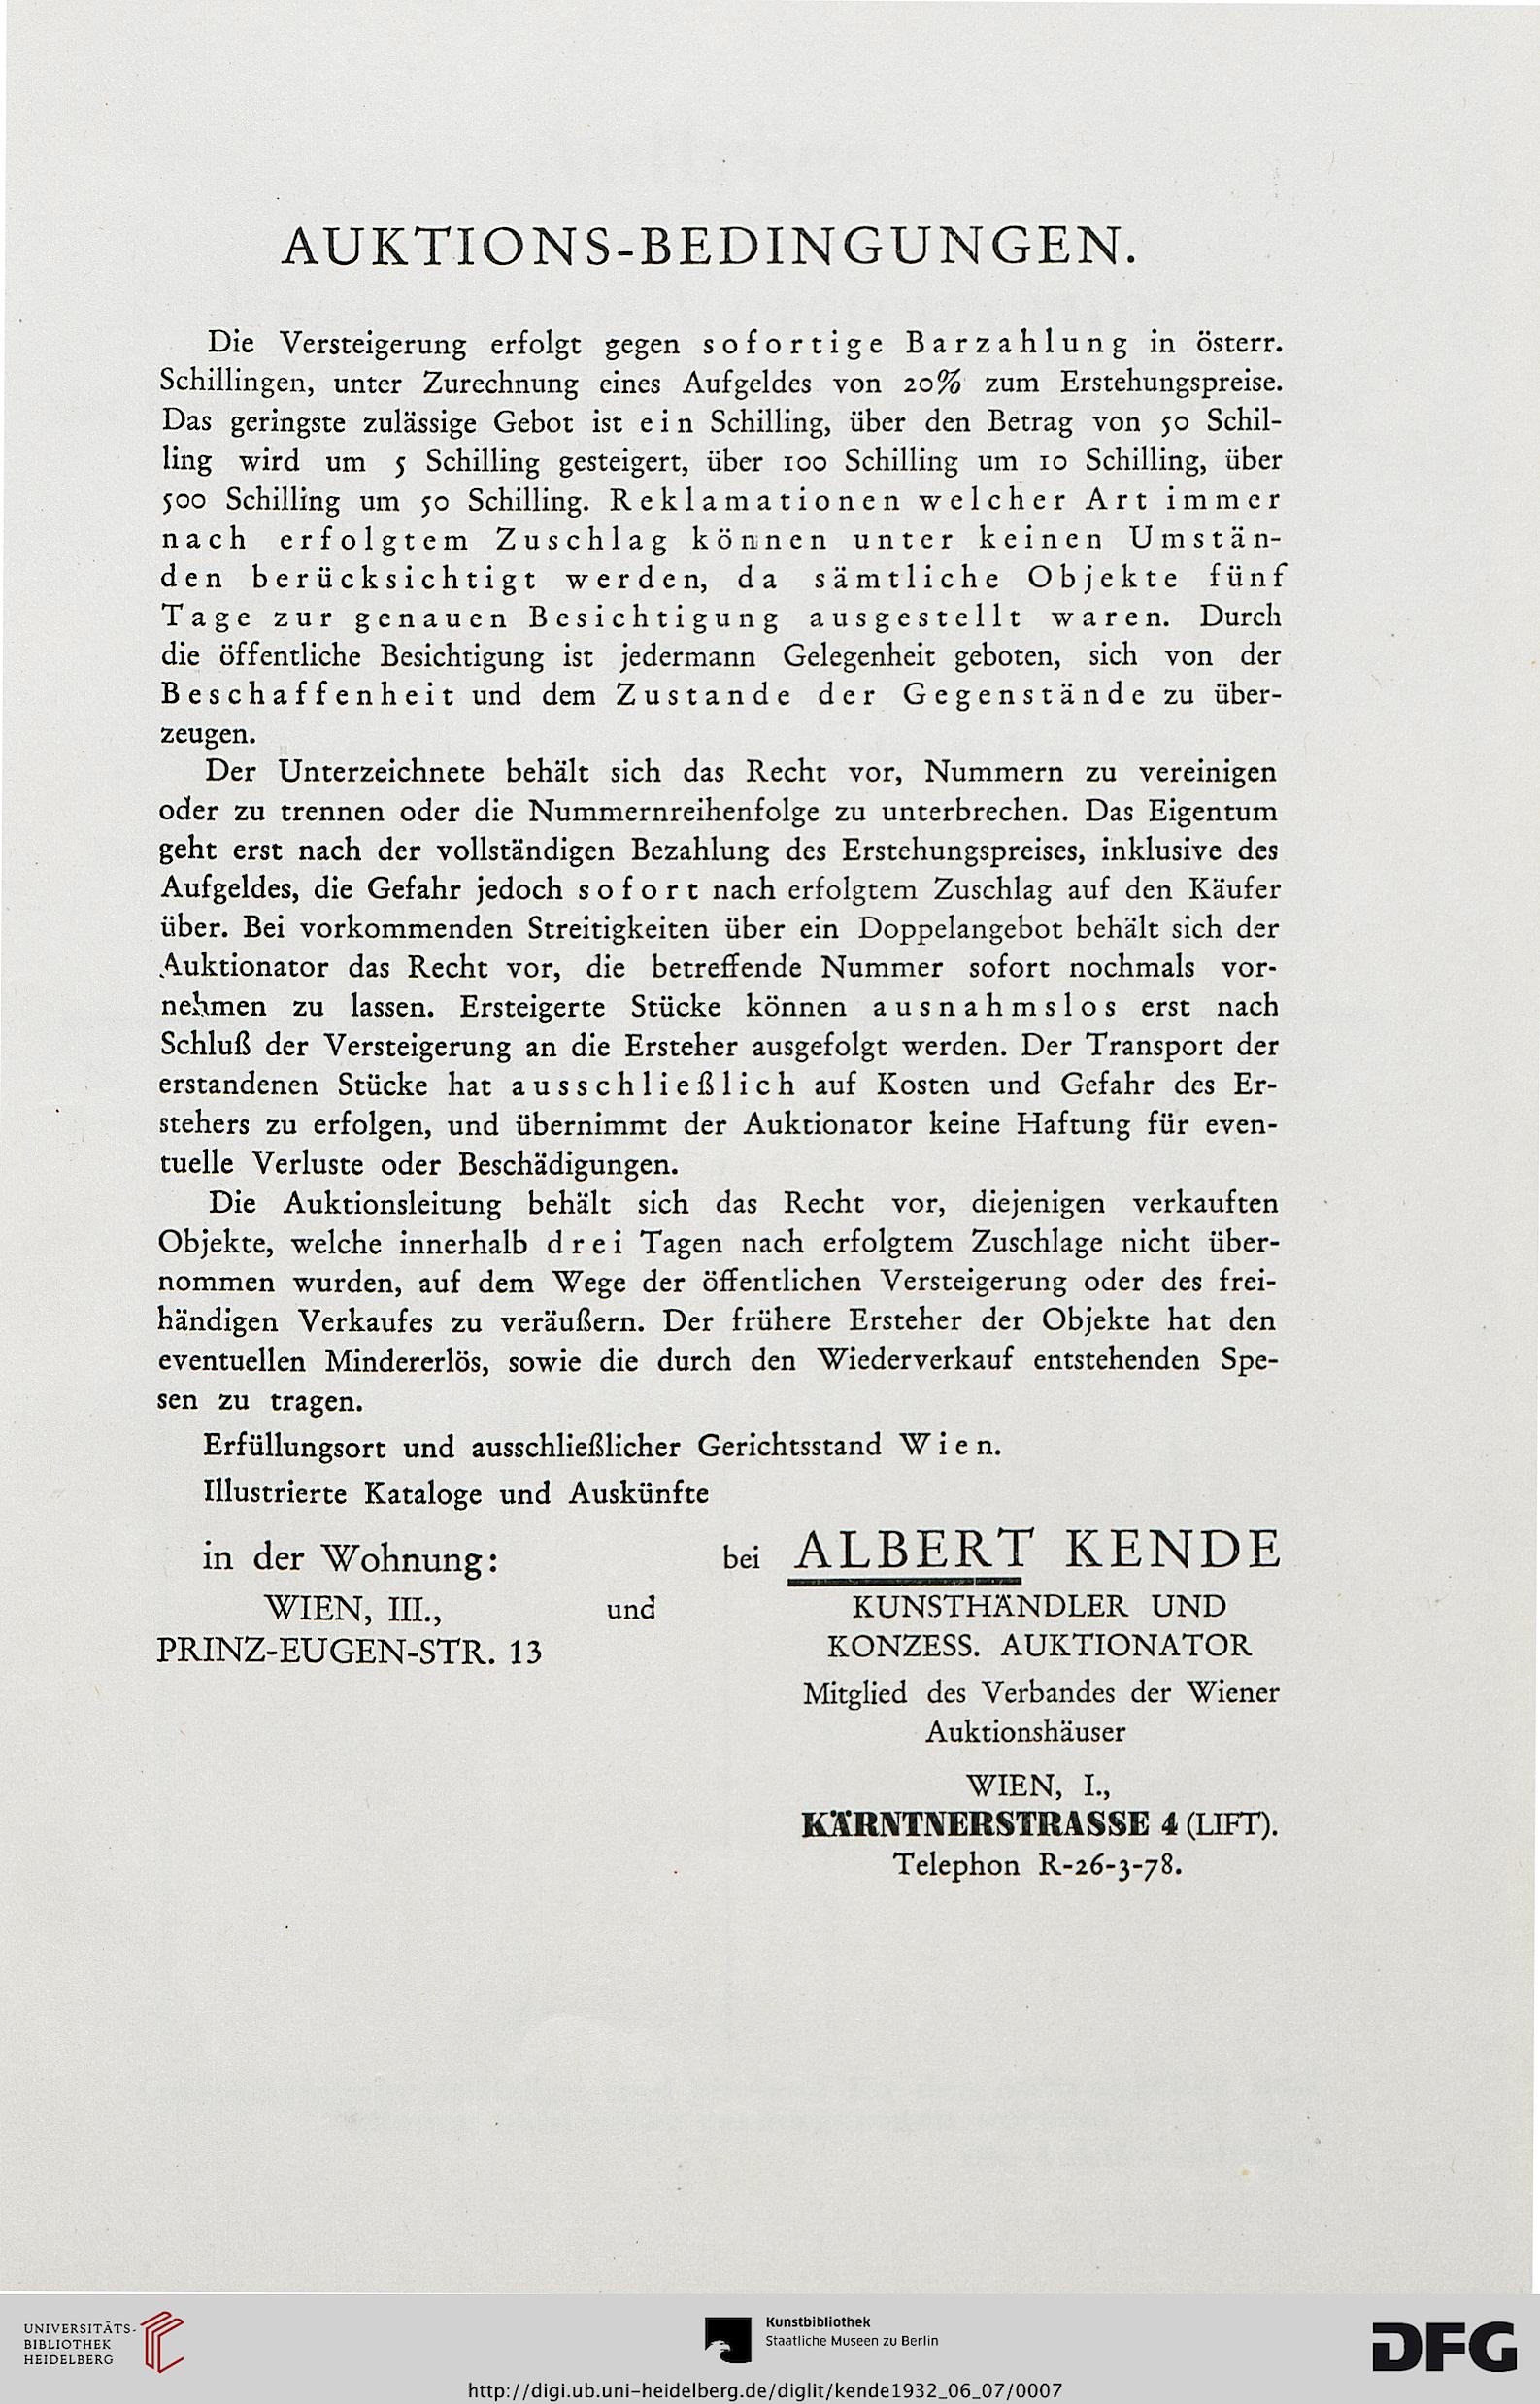 AUKTIONS-BEDINGUNGEN.
Die Versteigerung erfolgt gegen sofortige Barzahlung in österr.
Schillingen, unter Zurechnung eines Aufgeldes von 20% zum Erstehungspreise.
Das geringste zulässige Gebot ist ein Schilling, über den Betrag von 50 Schil-
ling wird um 5 Schilling gesteigert, über 100 Schilling um 10 Schilling, über
500 Schilling um 50 Schilling. Reklamationen welcher Art immer
nach erfolgtem Zuschlag können unter keinen Umstän-
den berücksichtigt werden, da sämtliche Objekte fünf
Tage zur genauen Besichtigung ausgestellt waren. Durch
die öffentliche Besichtigung ist jedermann Gelegenheit geboten, sich von der
Beschaffenheit und dem Zustande der Gegenstände zu über-
zeugen.
Der Unterzeichnete behält sich das Recht vor, Nummern zu vereinigen
oder zu trennen oder die Nummernreihenfolge zu unterbrechen. Das Eigentum
geht erst nach der vollständigen Bezahlung des Erstehungspreises, inklusive des
Aufgeldes, die Gefahr jedoch sofort nach erfolgtem Zuschlag auf den Käufer
über. Bei vorkommenden Streitigkeiten über ein Doppelangebot behält sich der
Auktionator das Recht vor, die betreffende Nummer sofort nochmals vor-
nehmen zu lassen. Ersteigerte Stücke können ausnahmslos erst nach
Schluß der Versteigerung an die Ersteher ausgefolgt werden. Der Transport der
erstandenen Stücke hat ausschließlich auf Kosten und Gefahr des Er-
stehers zu erfolgen, und übernimmt der Auktionator keine Haftung für even-
tuelle Verluste oder Beschädigungen.
Die Auktionsleitung behält sich das Recht vor, diejenigen verkauften
Objekte, welche innerhalb drei Tagen nach erfolgtem Zuschlage nicht über-
nommen wurden, auf dem Wege der öffentlichen Versteigerung oder des frei-
händigen Verkaufes zu veräußern. Der frühere Ersteher der Objekte hat den
eventuellen Mindererlös, sowie die durch den Wiederverkauf entstehenden Spe-
sen zu tragen.
Erfüllungsort und ausschließlicher Gerichtsstand Wien.
Illustrierte Kataloge und Auskünfte
in der Wohnung:
WIEN, III.,
PRINZ-EUGEN-STR. 13
und
bei ALBERT KENDE
KUNSTHÄNDLER UND
KONZESS. AUKTIONATOR
Mitglied des Verbandes der Wiener
Auktionshäuser
WIEN, I.,
KÄRNTNERSTRASSE 4 (LIFT).
Telephon R-26-3-78.
UNIVERSITÄTS-
BIBLIOTHEK
HEIDELBERG
Kunstbibliothek
Staatliche Museen zu Berlin
DFG
http://digi.ub.uni-heidelberg.de/diglit/kende1932_06_07/0007